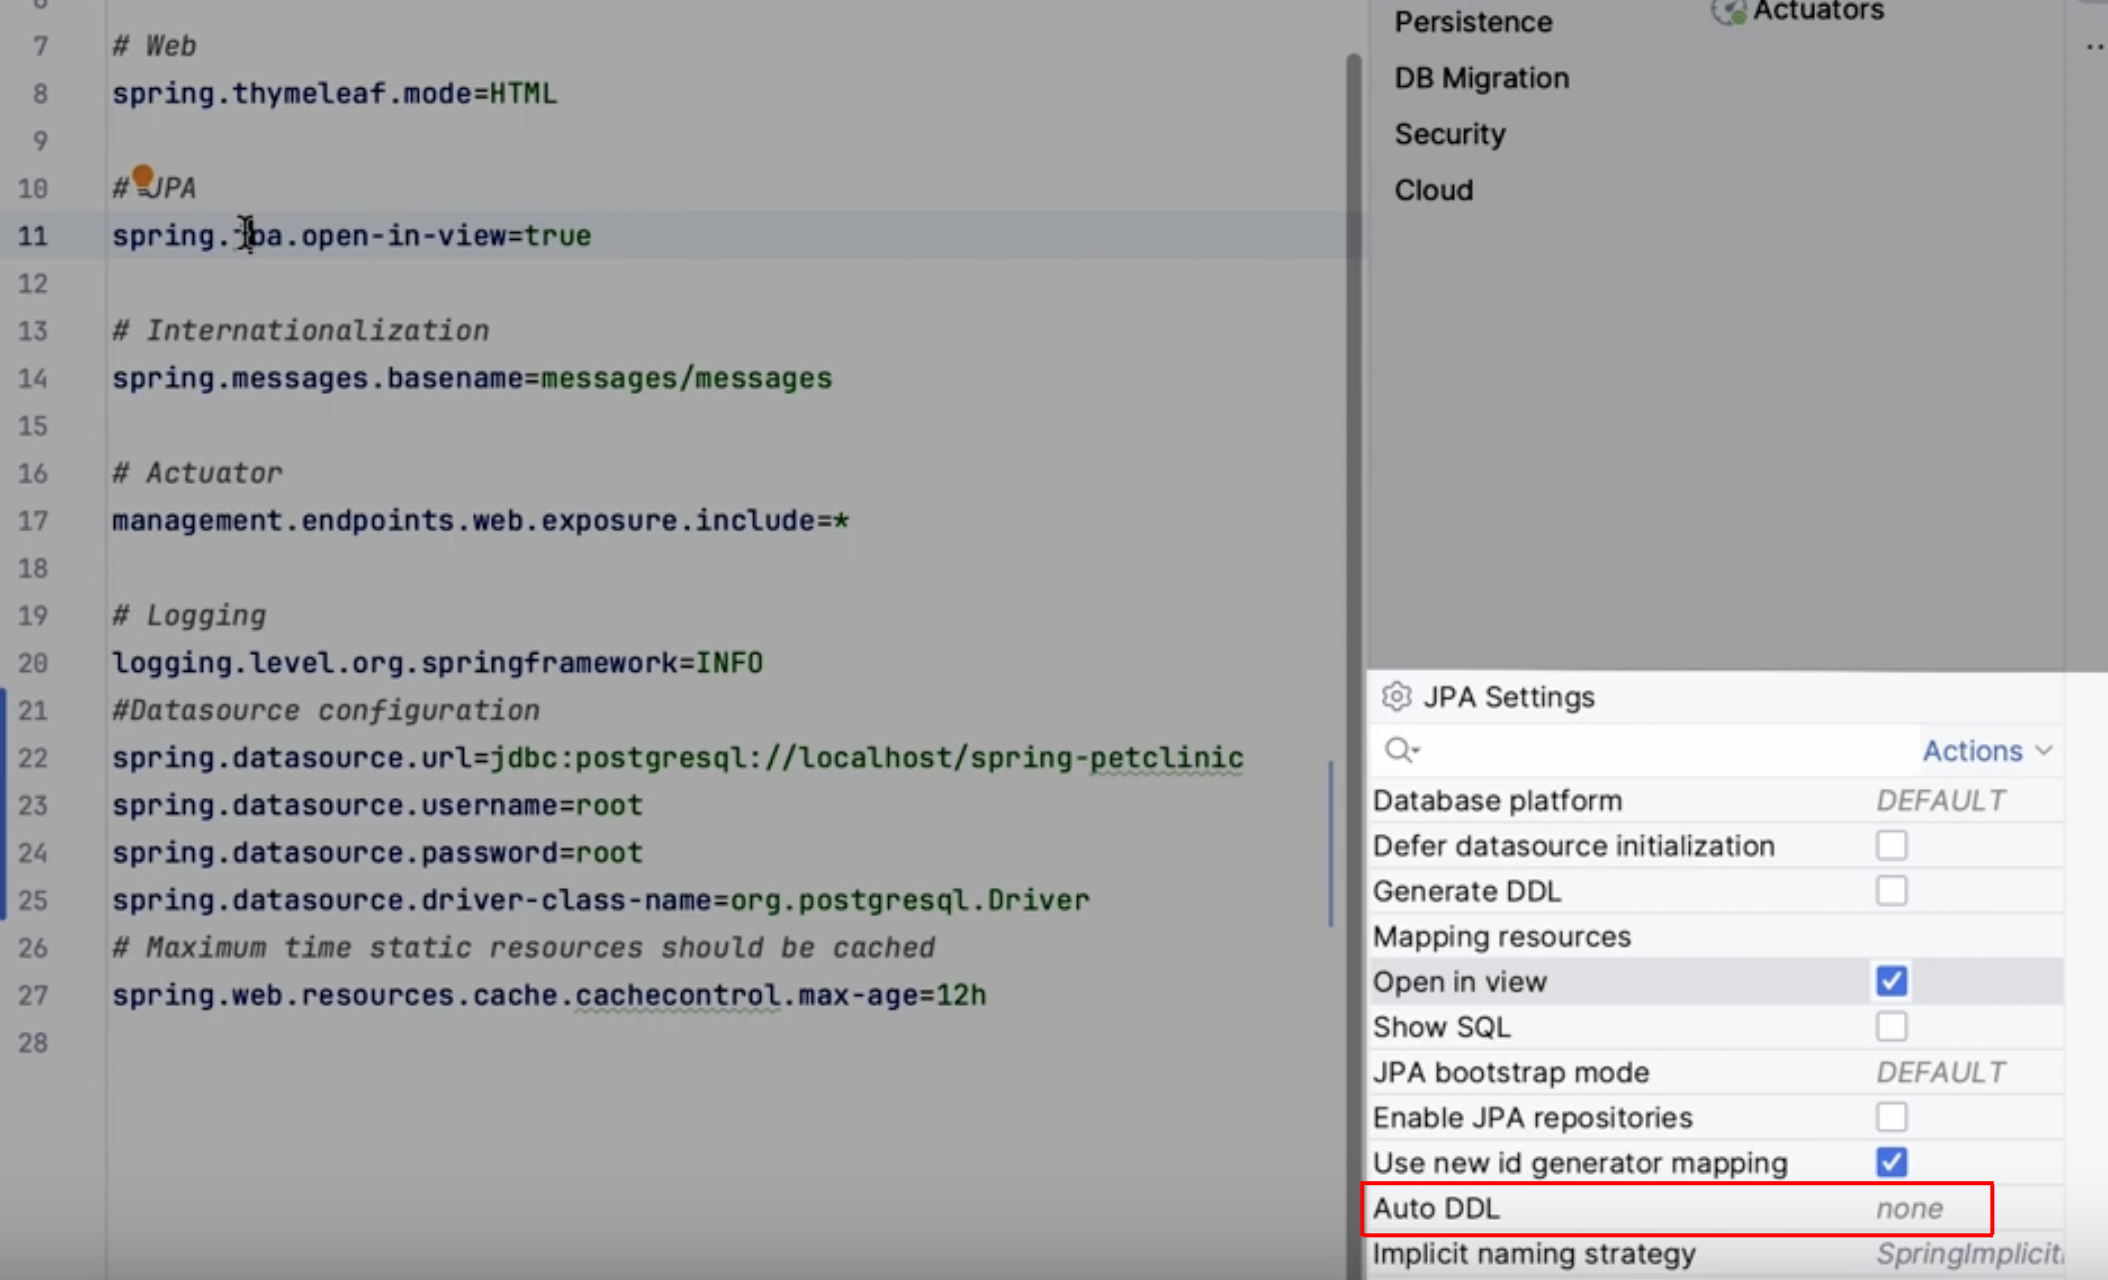 6
7 # Web
8 spring.thymeleaf.mode=HTML
9
10 # JPA
11 spring.jpa.open-in-view=true
12
13 # Internationalization
14 spring.messages.basename=messages/messages
15
16 # Actuator
17 management.endpoints.web.exposure.include=*
18
19 # Logging
20 logging.level.org.springframework=INFO
21 #Datasource configuration
22 spring.datasource.url=jdbc:postgresql://localhost/spring-petclinic
23 spring.datasource.username=root
24 spring.datasource.password=root
25 spring.datasource.driver-class-name=org.postgresql.Driver
26 # Maximum time static resources should be cached
27 spring.web.resources.cache.cachecontrol.max-age=12h
28
Persistence
Actuators
DB Migration
Security
Cloud
JPA Settings
Actions
Database platform DEFAULT
Defer datasource initialization
Generate DDL
Mapping resources
Open in view
Show SQL
JPA bootstrap mode DEFAULT
Enable JPA repositories
Use new id generator mapping
Auto DDL none
Implicit naming strategy SpringImplicit